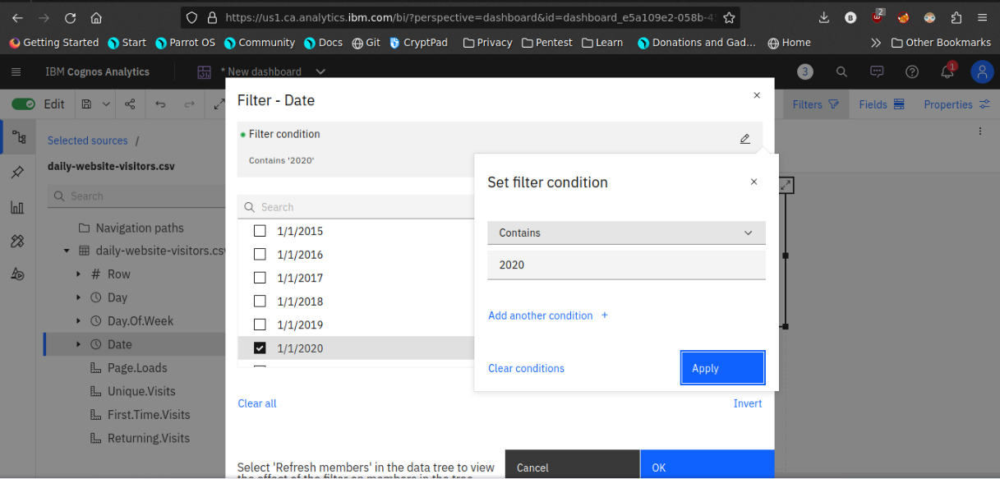 https://us1.ca.analytics.ibm.com/bi/?perspective=dashboard&id=dashboard_e5a109e2-058b-4
B
2
Getting Started Start Parrot OS Community Docs Git CryptPad Privacy Pentest Learn Donations and Gad... Home Other Bookmarks
IBM Cognos Analytics * New dashboard 3 1
Edit Filters Fields Properties
Filter - Date
Filter condition
Contains '2020'
Selected sources /
daily-website-visitors.csv
Search
Navigation paths
daily-website-visitors.cs
# Row
Day
Day.Of.Week
Date
Page.Loads
Unique.Visits
First.Time.Visits
Returning.Visits
Search
1/1/2015
1/1/2016
1/1/2017
1/1/2018
1/1/2019
1/1/2020
Clear all Invert
Set filter condition
Contains
2020
Add another condition +
Clear conditions Apply
Select 'Refresh members' in the data tree to view
the effect of the filter on members in the tree
Cancel OK